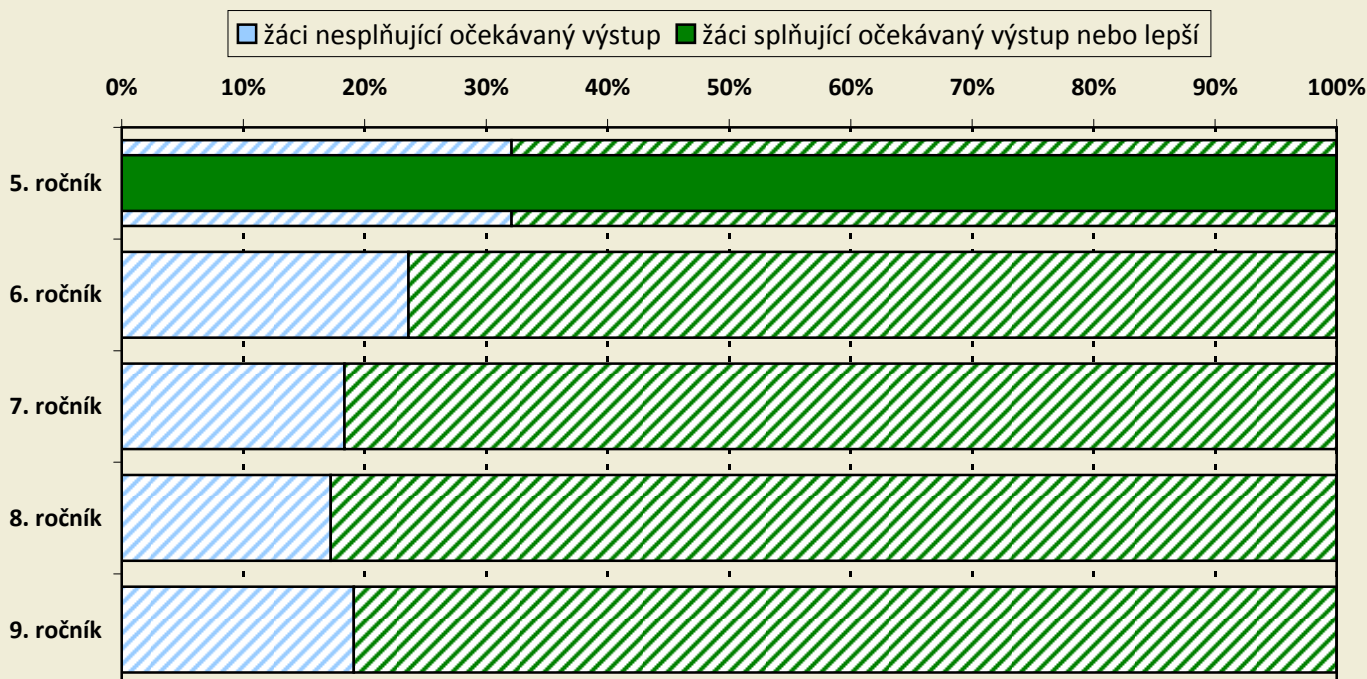 žáci nesplňující očekávaný výstup žáci splňující očekávaný výstup nebo lepší
0% 10% 20% 30% 40% 50% 60% 70% 80% 90% 100%
5. ročník
6. ročník
7. ročník
8. ročník
9. ročník